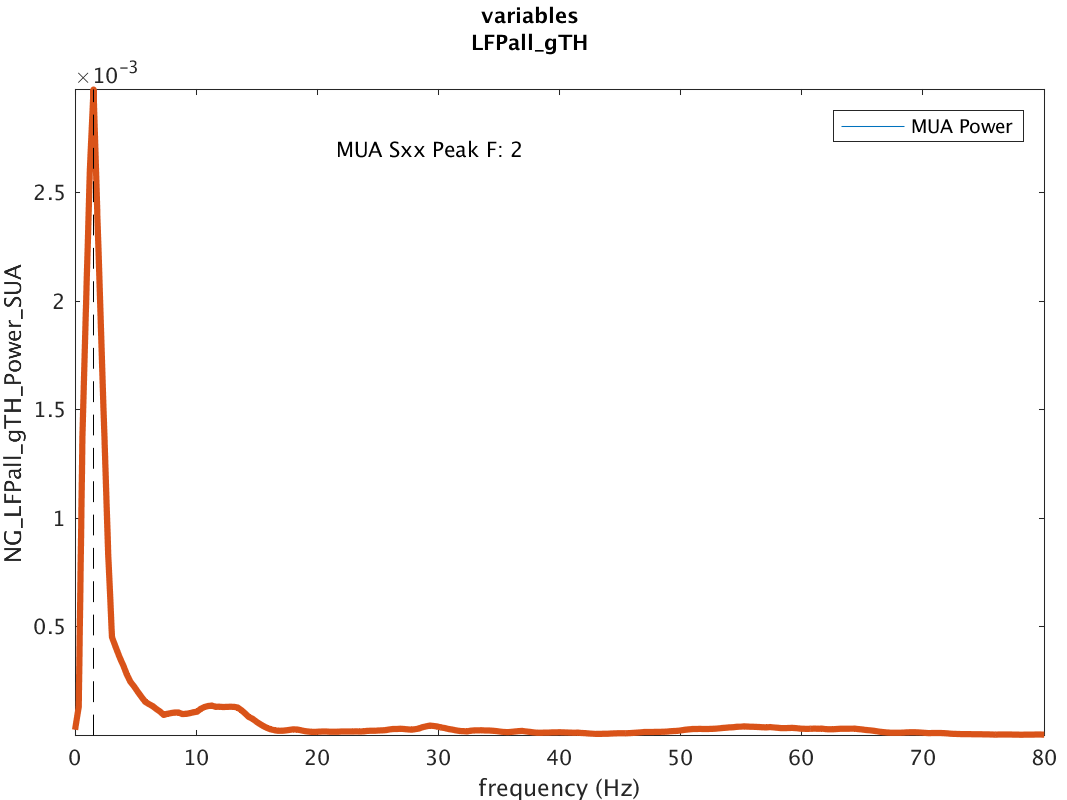 variables
LFPall_gTH
×10⁻³
MUA Power
MUA Sxx Peak F: 2
2.5
2
1.5
1
0.5
NG_LFPall_gTH_Power_SUA
0 10 20 30 40 50 60 70 80
frequency (Hz)